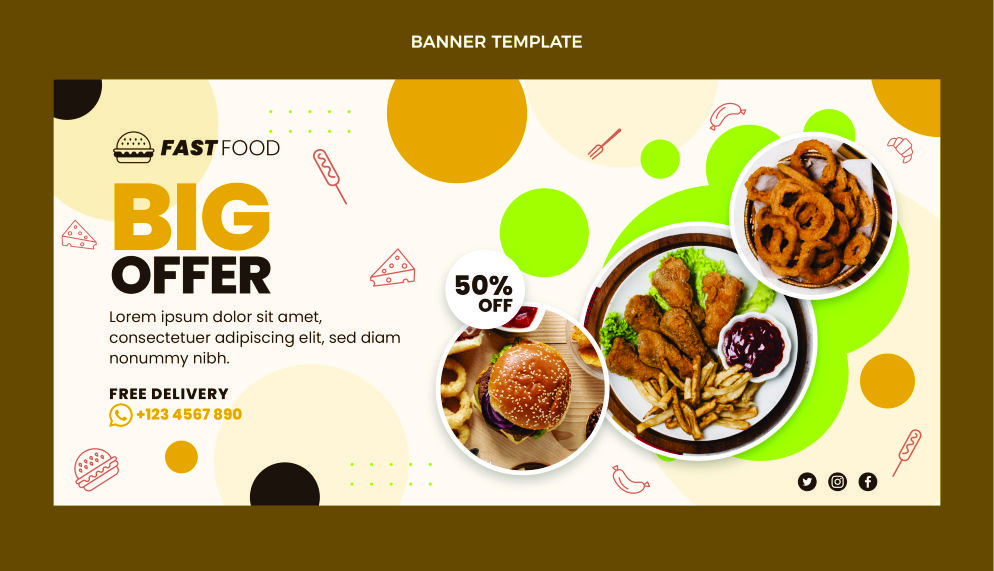 BANNER TEMPLATE
FAST FOOD
BIG
OFFER
Lorem ipsum dolor sit amet,
consectetuer adipiscing elit, sed diam
nonummy nibh.
FREE DELIVERY
+123 4567 890
50%
OFF